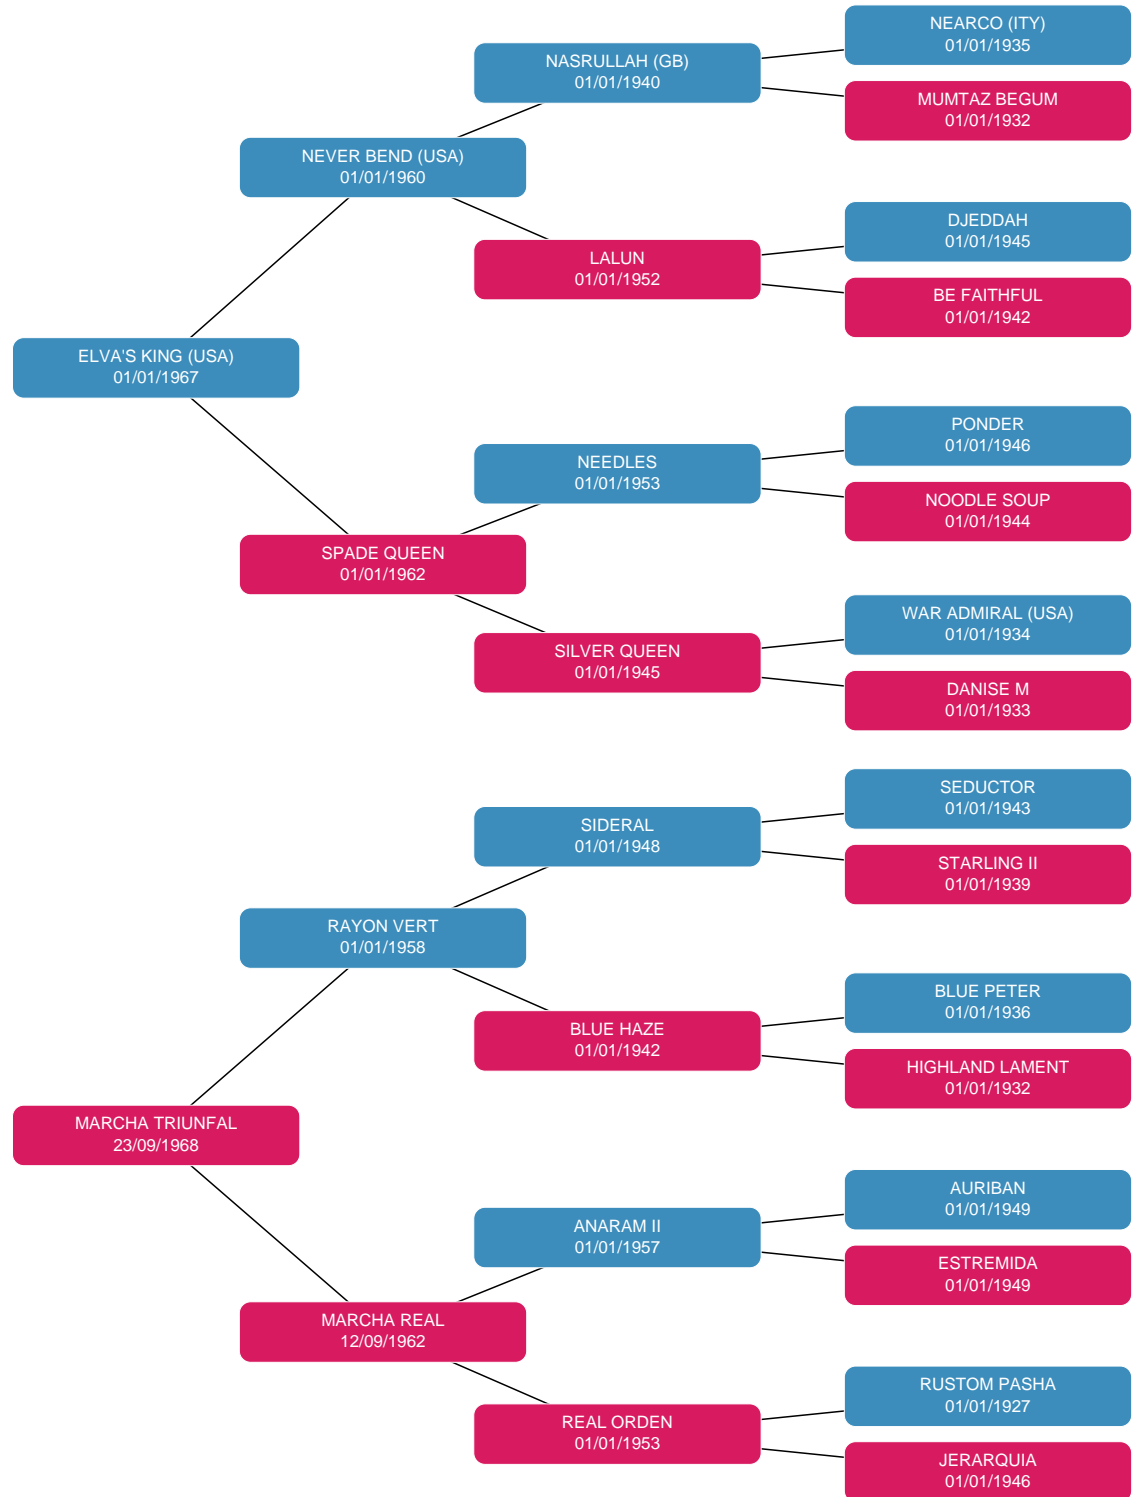 NEARCO (ITY)
01/01/1935
NASRULLAH (GB)
01/01/1940
MUMTAZ BEGUM
01/01/1932
NEVER BEND (USA)
01/01/1960
DJEDDAH
01/01/1945
LALUN
01/01/1952
BE FAITHFUL
01/01/1942
ELVA'S KING (USA)
01/01/1967
PONDER
01/01/1946
NEEDLES
01/01/1953
NOODLE SOUP
01/01/1944
SPADE QUEEN
01/01/1962
WAR ADMIRAL (USA)
01/01/1934
SILVER QUEEN
01/01/1945
DANISE M
01/01/1933
SEDUCTOR
01/01/1943
SIDERAL
01/01/1948
STARLING II
01/01/1939
RAYON VERT
01/01/1958
BLUE PETER
01/01/1936
BLUE HAZE
01/01/1942
HIGHLAND LAMENT
01/01/1932
MARCHA TRIUNFAL
23/09/1968
AURIBAN
01/01/1949
ANARAM II
01/01/1957
ESTREMIDA
01/01/1949
MARCHA REAL
12/09/1962
RUSTOM PASHA
01/01/1927
REAL ORDEN
01/01/1953
JERARQUIA
01/01/1946